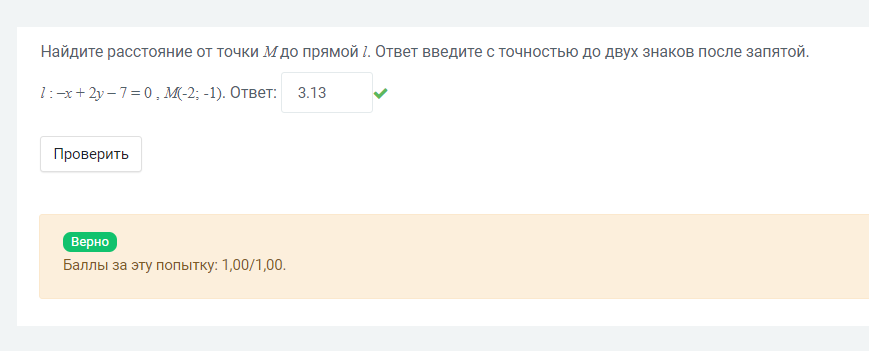 Найдите расстояние от точки M до прямой l. Ответ введите с точностью до двух знаков после запятой.
l : –x + 2y – 7 = 0 , M(-2; -1). Ответ: 3.13
Проверить
Верно
Баллы за эту попытку: 1,00/1,00.